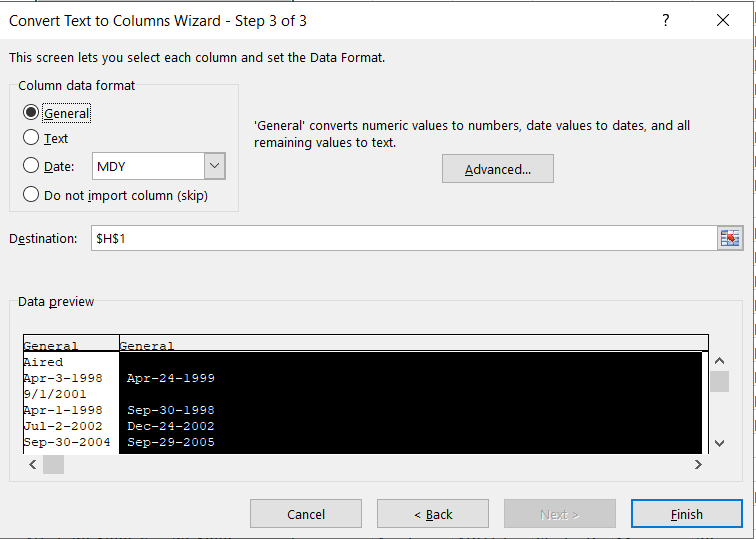 Convert Text to Columns Wizard - Step 3 of 3
?
This screen lets you select each column and set the Data Format.
Column data format
General
Text
Date: MDY
Do not import column (skip)
'General' converts numeric values to numbers, date values to dates, and all
remaining values to text.
Advanced...
Destination: $H$1
Data preview
General General
Aired
Apr-3-1998 Apr-24-1999
9/1/2001
Apr-1-1998 Sep-30-1998
Jul-2-2002 Dec-24-2002
Sep-30-2004 Sep-29-2005
Cancel < Back Next > Finish